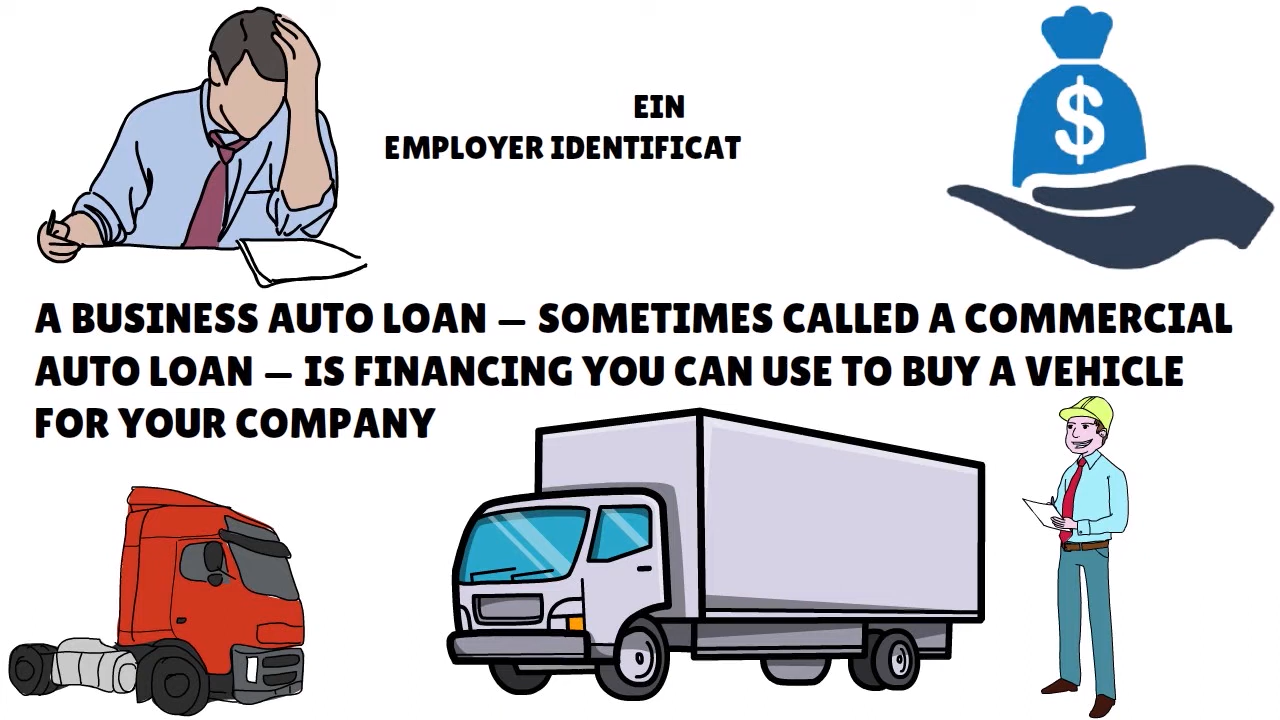 EIN
EMPLOYER IDENTIFICAT
$
A BUSINESS AUTO LOAN – SOMETIMES CALLED A COMMERCIAL
AUTO LOAN – IS FINANCING YOU CAN USE TO BUY A VEHICLE
FOR YOUR COMPANY